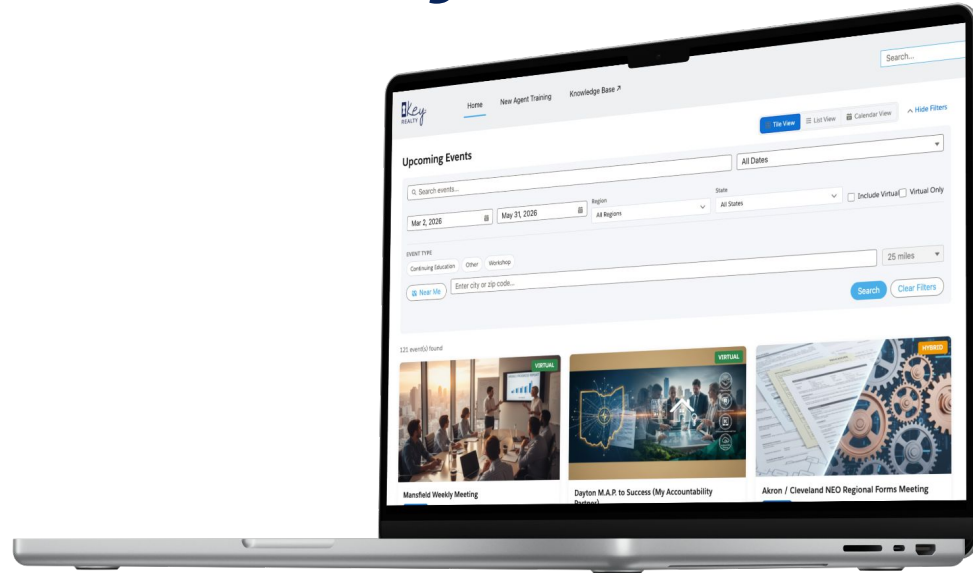 Key
REALTY
Home
New Agent Training
Knowledge Base
Search...
Upcoming Events
Tile View
List View
Calendar View
Hide Filters
Search events...
All Dates
Mar 2, 2026
May 31, 2026
Region
All Regions
State
All States
Include Virtual
Virtual Only
EVENT TYPE
Continuing Education
Other
Workshop
Near Me
Enter city or zip code...
25 miles
Search
Clear Filters
121 event(s) found
VIRTUAL
VIRTUAL
HYBRID
Mansfield Weekly Meeting
Dayton M.A.P. to Success (My Accountability
Partner)
Akron / Cleveland NEO Regional Forms Meeting